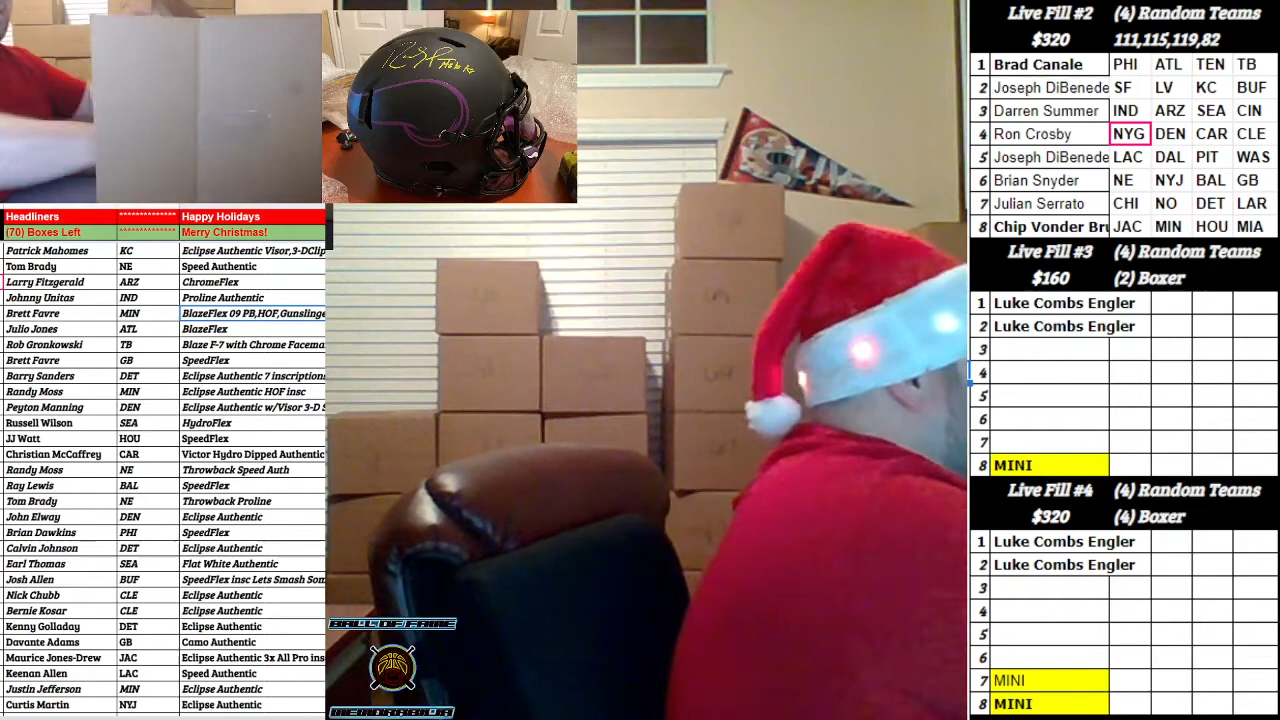 Headliners ************** Happy Holidays
(70) Boxes Left ************** Merry Christmas!
Patrick Mahomes KC Eclipse Authentic Visor,3-DClip
Tom Brady NE Speed Authentic
Larry Fitzgerald ARZ ChromeFlex
Johnny Unitas IND Proline Authentic
Brett Favre MIN BlazeFlex 09 PB,HOF,Gunslinge
Julio Jones ATL BlazeFlex
Rob Gronkowski TB Blaze F-7 with Chrome Facema
Brett Favre GB SpeedFlex
Barry Sanders DET Eclipse Authentic 7 inscriptions
Randy Moss MIN Eclipse Authentic HOF insc
Peyton Manning DEN Eclipse Authentic w/Visor 3-D S
Russell Wilson SEA HydroFlex
JJ Watt HOU SpeedFlex
Christian McCaffrey CAR Victor Hydro Dipped Authentic
Randy Moss NE Throwback Speed Auth
Ray Lewis BAL SpeedFlex
Tom Brady NE Throwback Proline
John Elway DEN Eclipse Authentic
Brian Dawkins PHI SpeedFlex
Calvin Johnson DET Eclipse Authentic
Earl Thomas SEA Flat White Authentic
Josh Allen BUF SpeedFlex insc Lets Smash Som
Nick Chubb CLE Eclipse Authentic
Bernie Kosar CLE Eclipse Authentic
Kenny Golladay DET Eclipse Authentic
Davante Adams GB Camo Authentic
Maurice Jones-Drew JAC Eclipse Authentic 3x All Pro ins
Keenan Allen LAC Speed Authentic
Justin Jefferson MIN Eclipse Authentic
Curtis Martin NYJ Eclipse Authentic
BALL OF FAME
MEMORABILIA
Live Fill #2 (4) Random Teams
$320 111,115,119,82
1 Brad Canale PHI ATL TEN TB
2 Joseph DiBenede SF LV KC BUF
3 Darren Summer IND ARZ SEA CIN
4 Ron Crosby NYG DEN CAR CLE
5 Joseph DiBenede LAC DAL PIT WAS
6 Brian Snyder NE NYJ BAL GB
7 Julian Serrato CHI NO DET LAR
8 Chip Vonder Bru JAC MIN HOU MIA
Live Fill #3 (4) Random Teams
$160 (2) Boxer
1 Luke Combs Engler
2 Luke Combs Engler
3
4
5
6
7
8 MINI
Live Fill #4 (4) Random Teams
$320 (4) Boxer
1 Luke Combs Engler
2 Luke Combs Engler
3
4
5
6
7 MINI
8 MINI